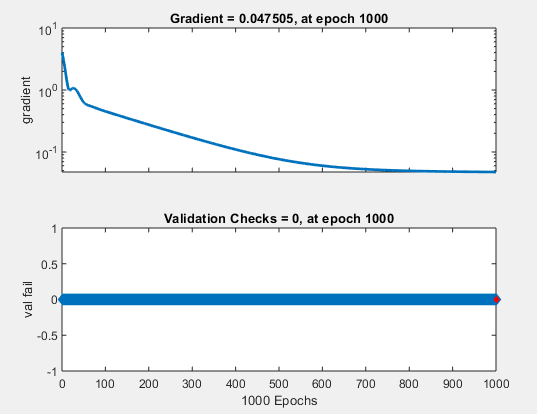 Gradient = 0.047505, at epoch 1000
10^1
10^0
10^-1
gradient
Validation Checks = 0, at epoch 1000
1
0.5
0
-0.5
-1
val fail
0 100 200 300 400 500 600 700 800 900 1000
1000 Epochs